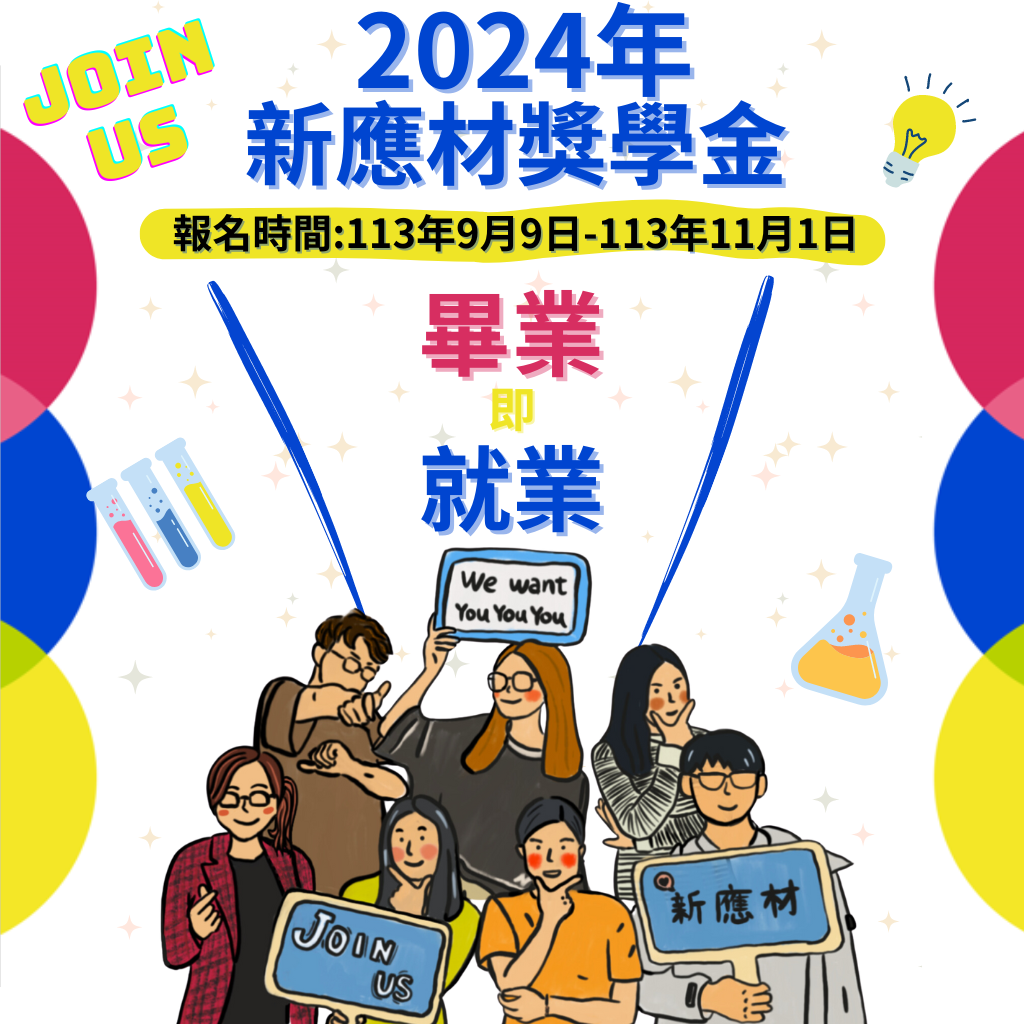 JOIN
US
2024年
新應材獎學金
報名時間:113年9月9日-113年11月1日
畢業
即
就業
We want
You You You
JOIN
US
新應材